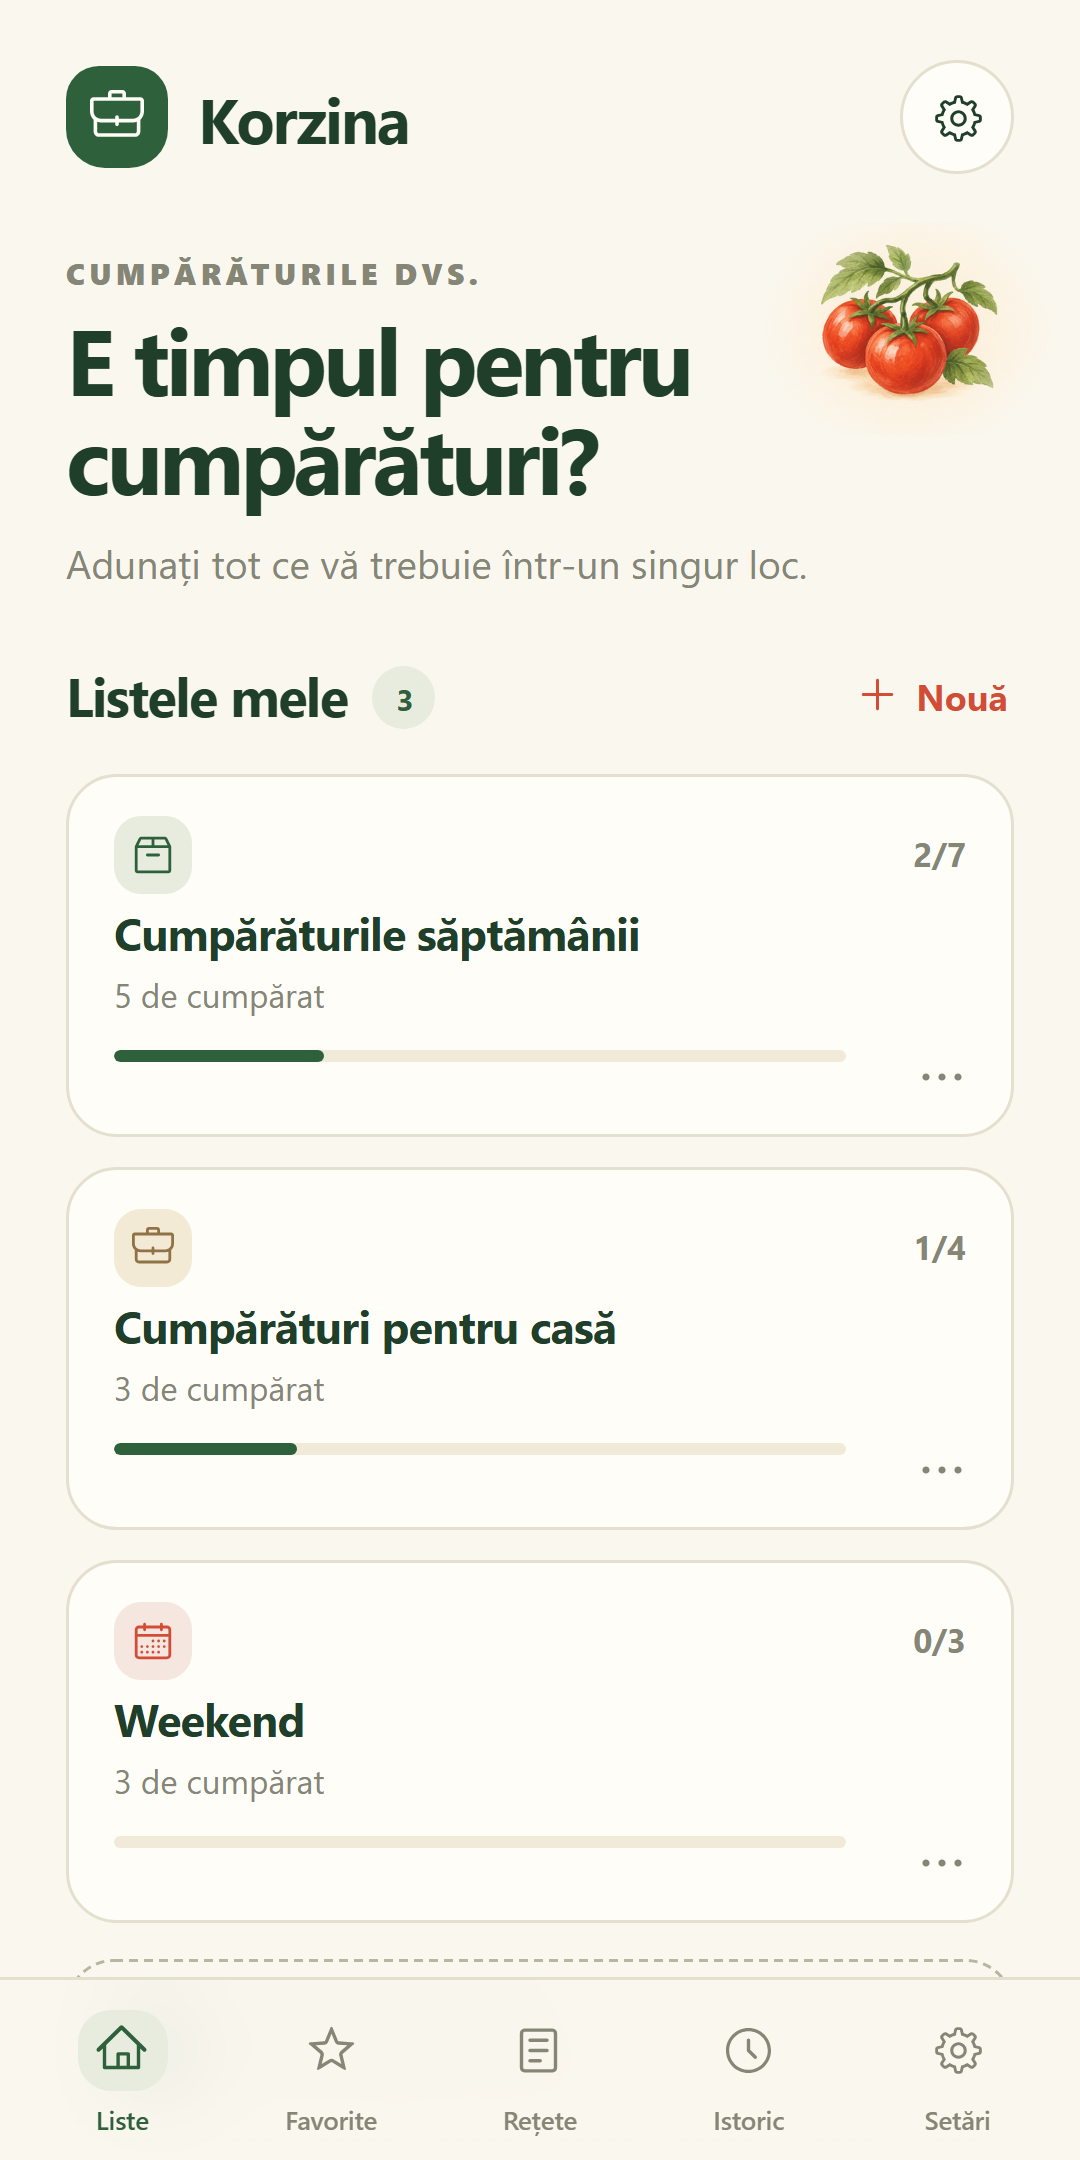 Korzina
CUMPĂRĂTURILE DVS.
E timpul pentru
cumpărături?
Adunați tot ce vă trebuie într-un singur loc.
Listele mele 3
+ Nouă
2/7
Cumpărăturile săptămânii
5 de cumpărat
...
1/4
Cumpărături pentru casă
3 de cumpărat
...
0/3
Weekend
3 de cumpărat
...
Liste
Favorite
Rețete
Istoric
Setări